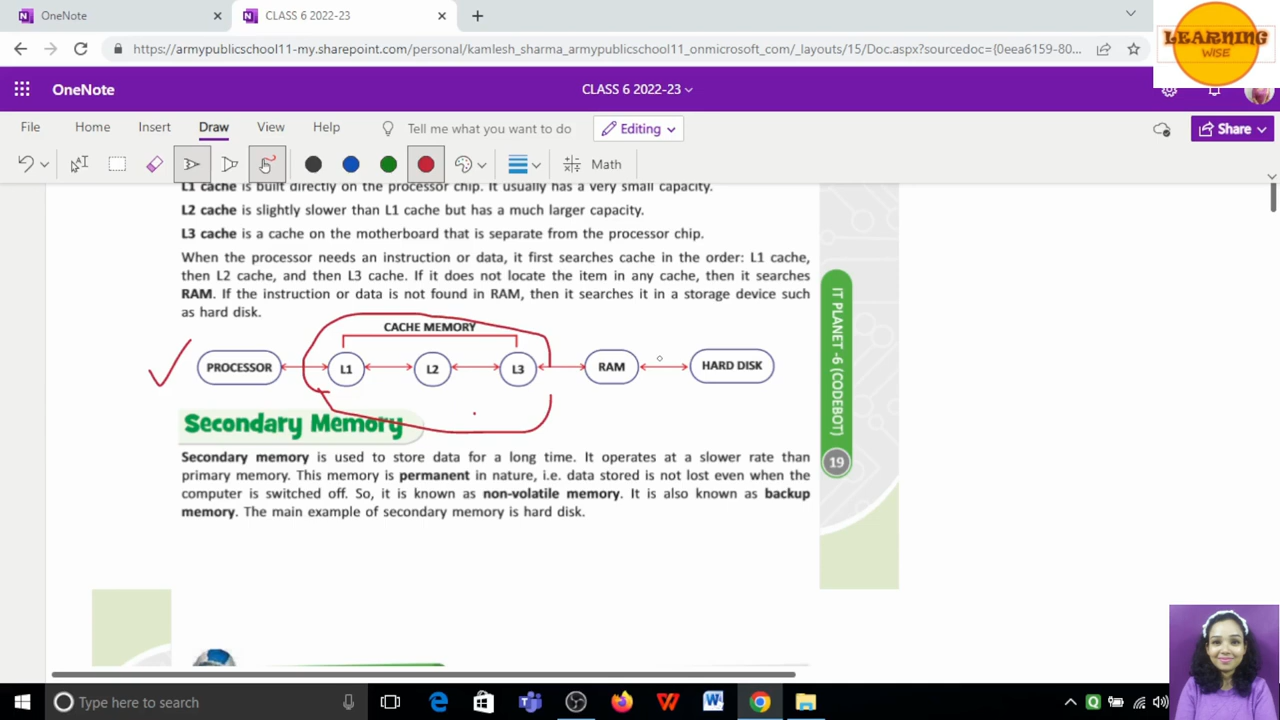 OneNote
CLASS 6 2022-23
LEARNING
WISE
https://armypublicschool11-my.sharepoint.com/personal/kamlesh_sharma_armypublicschool11_onmicrosoft_com/_layouts/15/Doc.aspx?sourcedoc={0eea6159-80...
OneNote
CLASS 6 2022-23
File
Home
Insert
Draw
View
Help
Tell me what you want to do
Editing
Share
Math
L1 cache is built directly on the processor chip. It usually has a very small capacity.
L2 cache is slightly slower than L1 cache but has a much larger capacity.
L3 cache is a cache on the motherboard that is separate from the processor chip.
When the processor needs an instruction or data, it first searches cache in the order: L1 cache,
then L2 cache, and then L3 cache. If it does not locate the item in any cache, then it searches
RAM. If the instruction or data is not found in RAM, then it searches it in a storage device such
as hard disk.
CACHE MEMORY
PROCESSOR
L1
L2
L3
RAM
HARD DISK
Secondary Memory
Secondary memory is used to store data for a long time. It operates at a slower rate than
primary memory. This memory is permanent in nature, i.e. data stored is not lost even when the
computer is switched off. So, it is known as non-volatile memory. It is also known as backup
memory. The main example of secondary memory is hard disk.
IT PLANET -6 (CODEBOT)
19
Type here to search